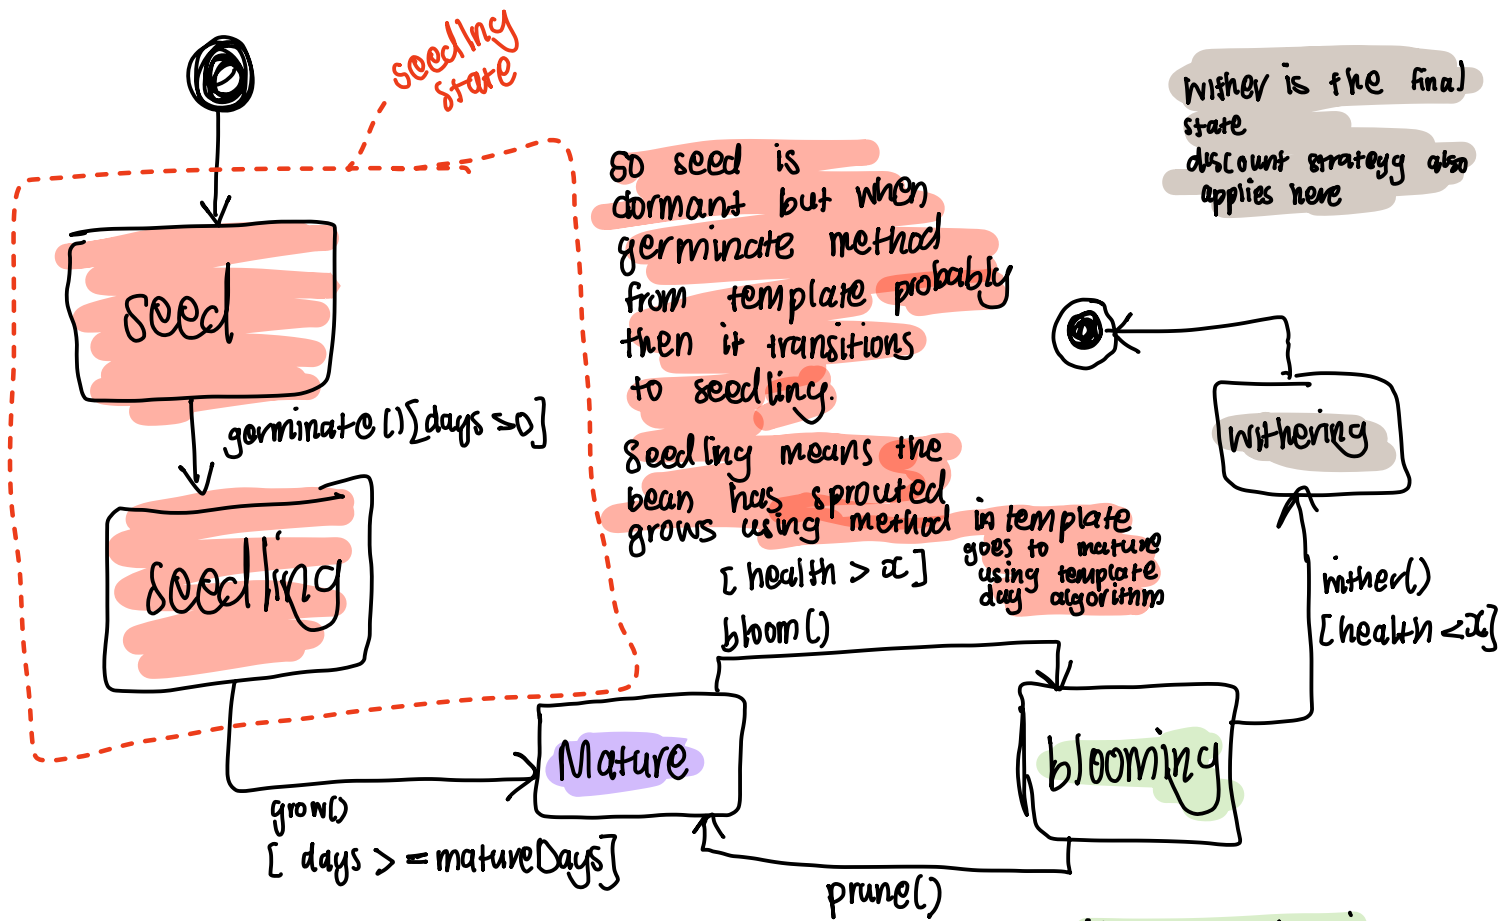 seedling
state
wither is the final
state
discount strategy also
applies here
so seed is
dormant but when
germinate method
from template probably
then it transitions
to seedling.
seed
germinate()[days =0]
seedling means the
bean has sprouted
grows using method in template
goes to mature
using template
day algorithm
withering
seedling
[health > x]
bloom()
wither()
[health < x]
Mature
blooming
grow()
[days >= matureDays]
prune()